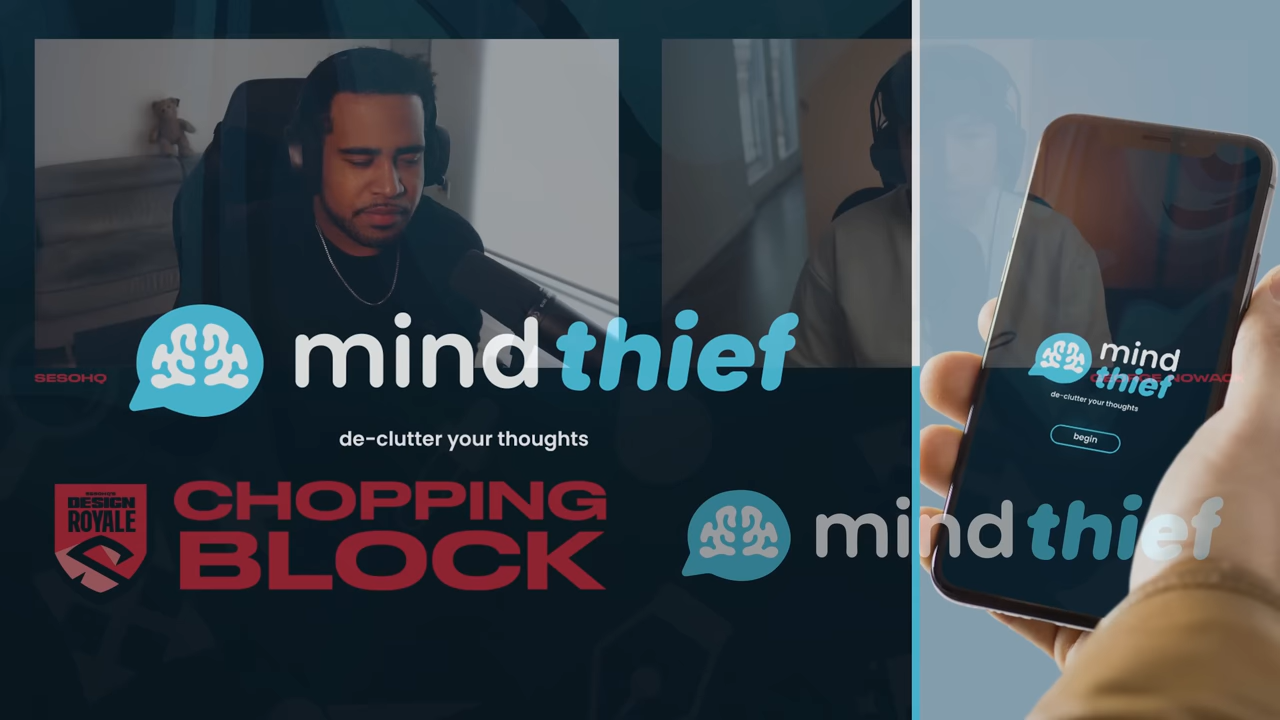 SESOHQ
mind thief
de-clutter your thoughts
DESIGN
ROYALE
CHOPPING
BLOCK
mind thief
mind
thief
NOWACK
de-clutter your thoughts
begin